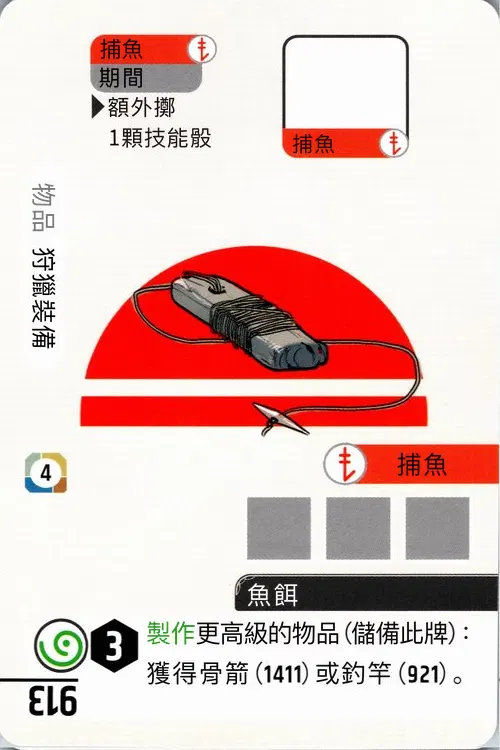 捕魚
期間
▶額外擲
1顆技能骰
捕魚
物品 狩獵裝備
4
捕魚
魚餌
3
製作更高級的物品(儲備此牌):
獲得骨箭(1411)或釣竿(921)。
913